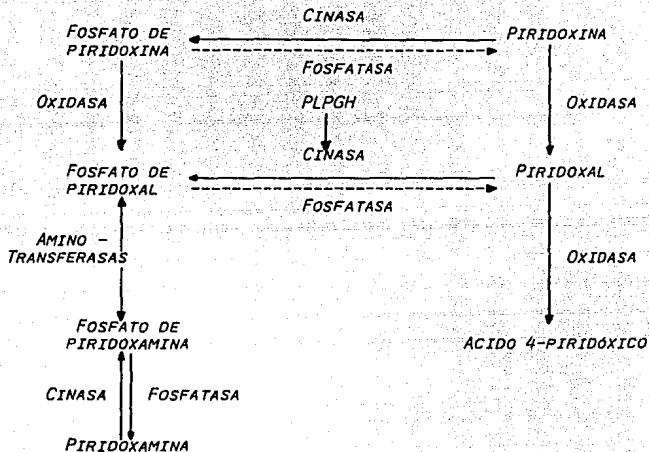 CINASA
FOSFATO DE
PIRIDOXINA
PIRIDOXINA
FOSFATASA
OXIDASA
PLPGH
OXIDASA
CINASA
FOSFATO DE
PIRIDOXAL
PIRIDOXAL
FOSFATASA
AMINO -
TRANSFERASAS
OXIDASA
FOSFATO DE
PIRIDOXAMINA
ACIDO 4-PIRIDÓXICO
CINASA
FOSFATASA
PIRIDOXAMINA